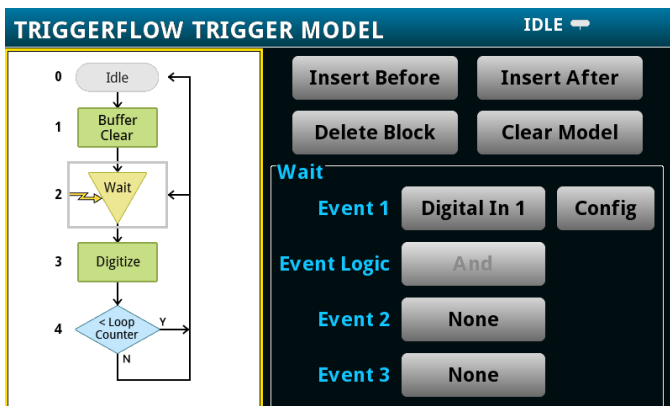 TRIGGERFLOW TRIGGER MODEL
IDLE
0
Idle
1
Buffer
Clear
2
Wait
3
Digitize
4
< Loop
Counter
Y
N
Insert Before
Insert After
Delete Block
Clear Model
Wait
Event 1
Digital In 1
Config
Event Logic
And
Event 2
None
Event 3
None